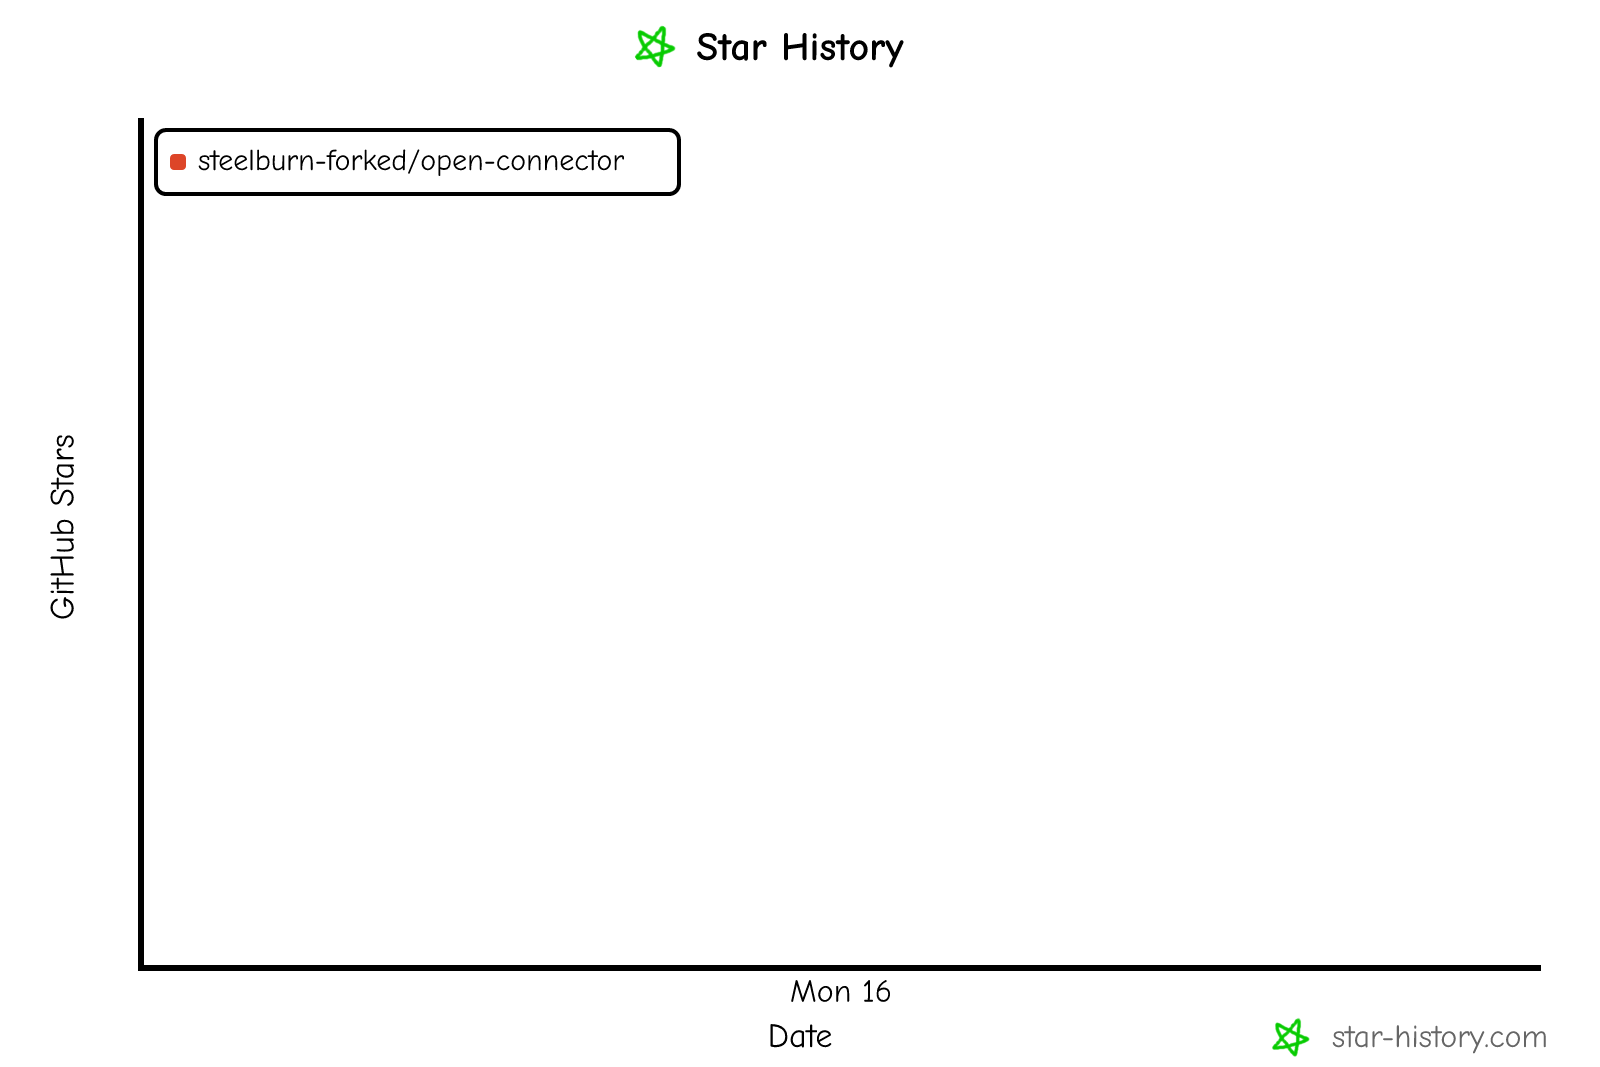 Star History
steelburn-forked/open-connector
GitHub Stars
Mon 16
Date
star-history.com